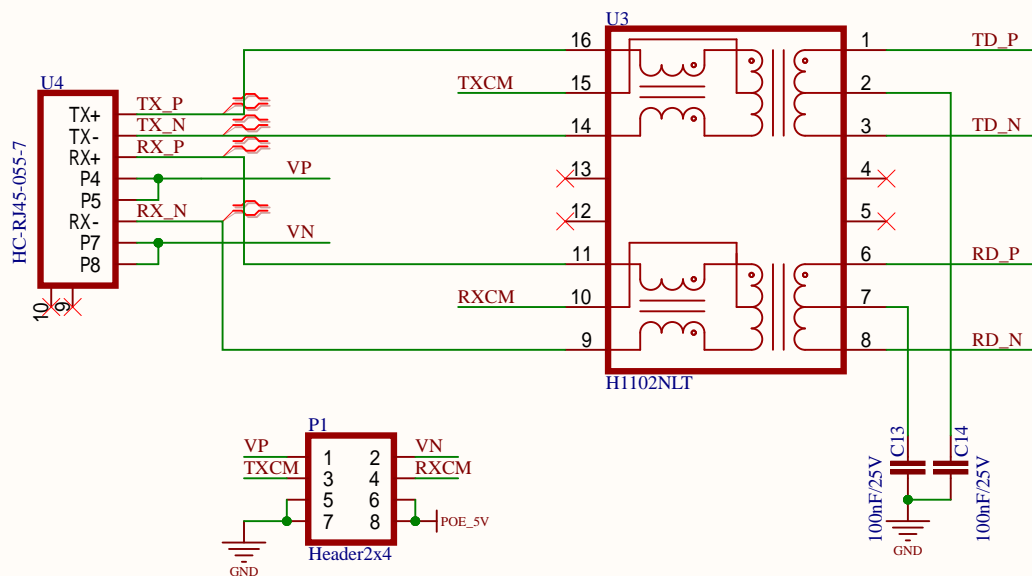 U3
16
1
TD_P
TXCM
15
2
U4
TX+
TX_P
TX-
TX_N
14
3
TD_N
RX+
RX_P
P4
VP
13
4
P5
RX-
RX_N
12
5
P7
VN
P8
HC-RJ45-055-7
11
6
RD_P
10
9
RXCM
10
7
9
8
RD_N
H1102NLT
P1
VP
1
2
VN
TXCM
3
4
RXCM
5
6
7
8
POE_5V
Header2x4
GND
C13
100nF/25V
C14
100nF/25V
GND